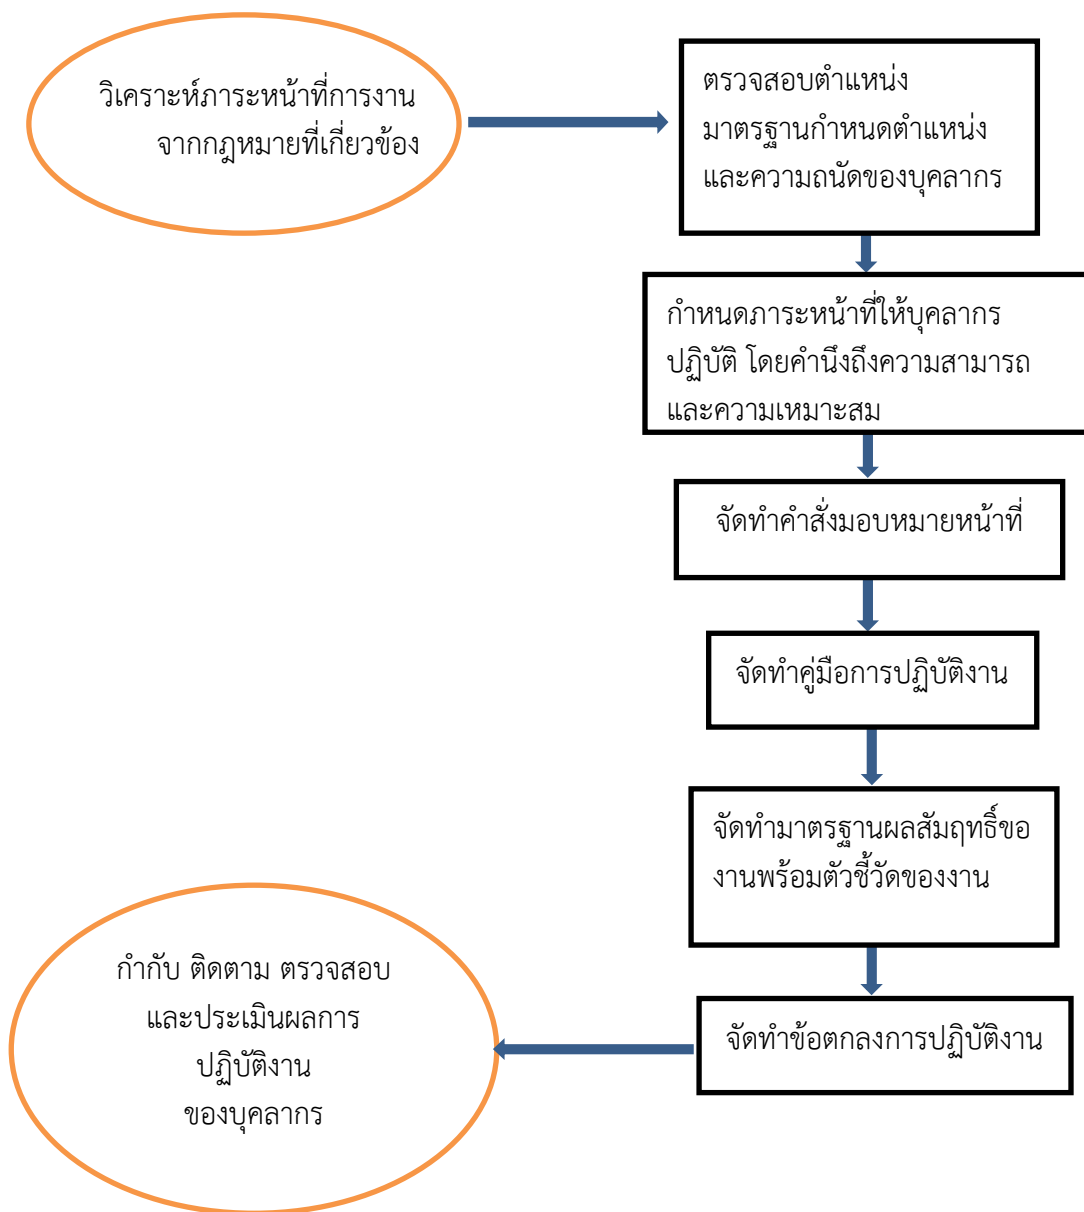 วิเคราะห์ภาระหน้าที่การงาน
จากกฎหมายที่เกี่ยวข้อง
ตรวจสอบตำแหน่ง
มาตรฐานกำหนดตำแหน่ง
และความถนัดของบุคลากร
กำหนดภาระหน้าที่ให้บุคลากร
ปฏิบัติ โดยคำนึงถึงความสามารถ
และความเหมาะสม
จัดทำคำสั่งมอบหมายหน้าที่
จัดทำคู่มือการปฏิบัติงาน
จัดทำมาตรฐานผลสัมฤทธิ์ขอ
งานพร้อมตัวชี้วัดของงาน
จัดทำข้อตกลงการปฏิบัติงาน
กำกับ ติดตาม ตรวจสอบ
และประเมินผลการ
ปฏิบัติงาน
ของบุคลากร